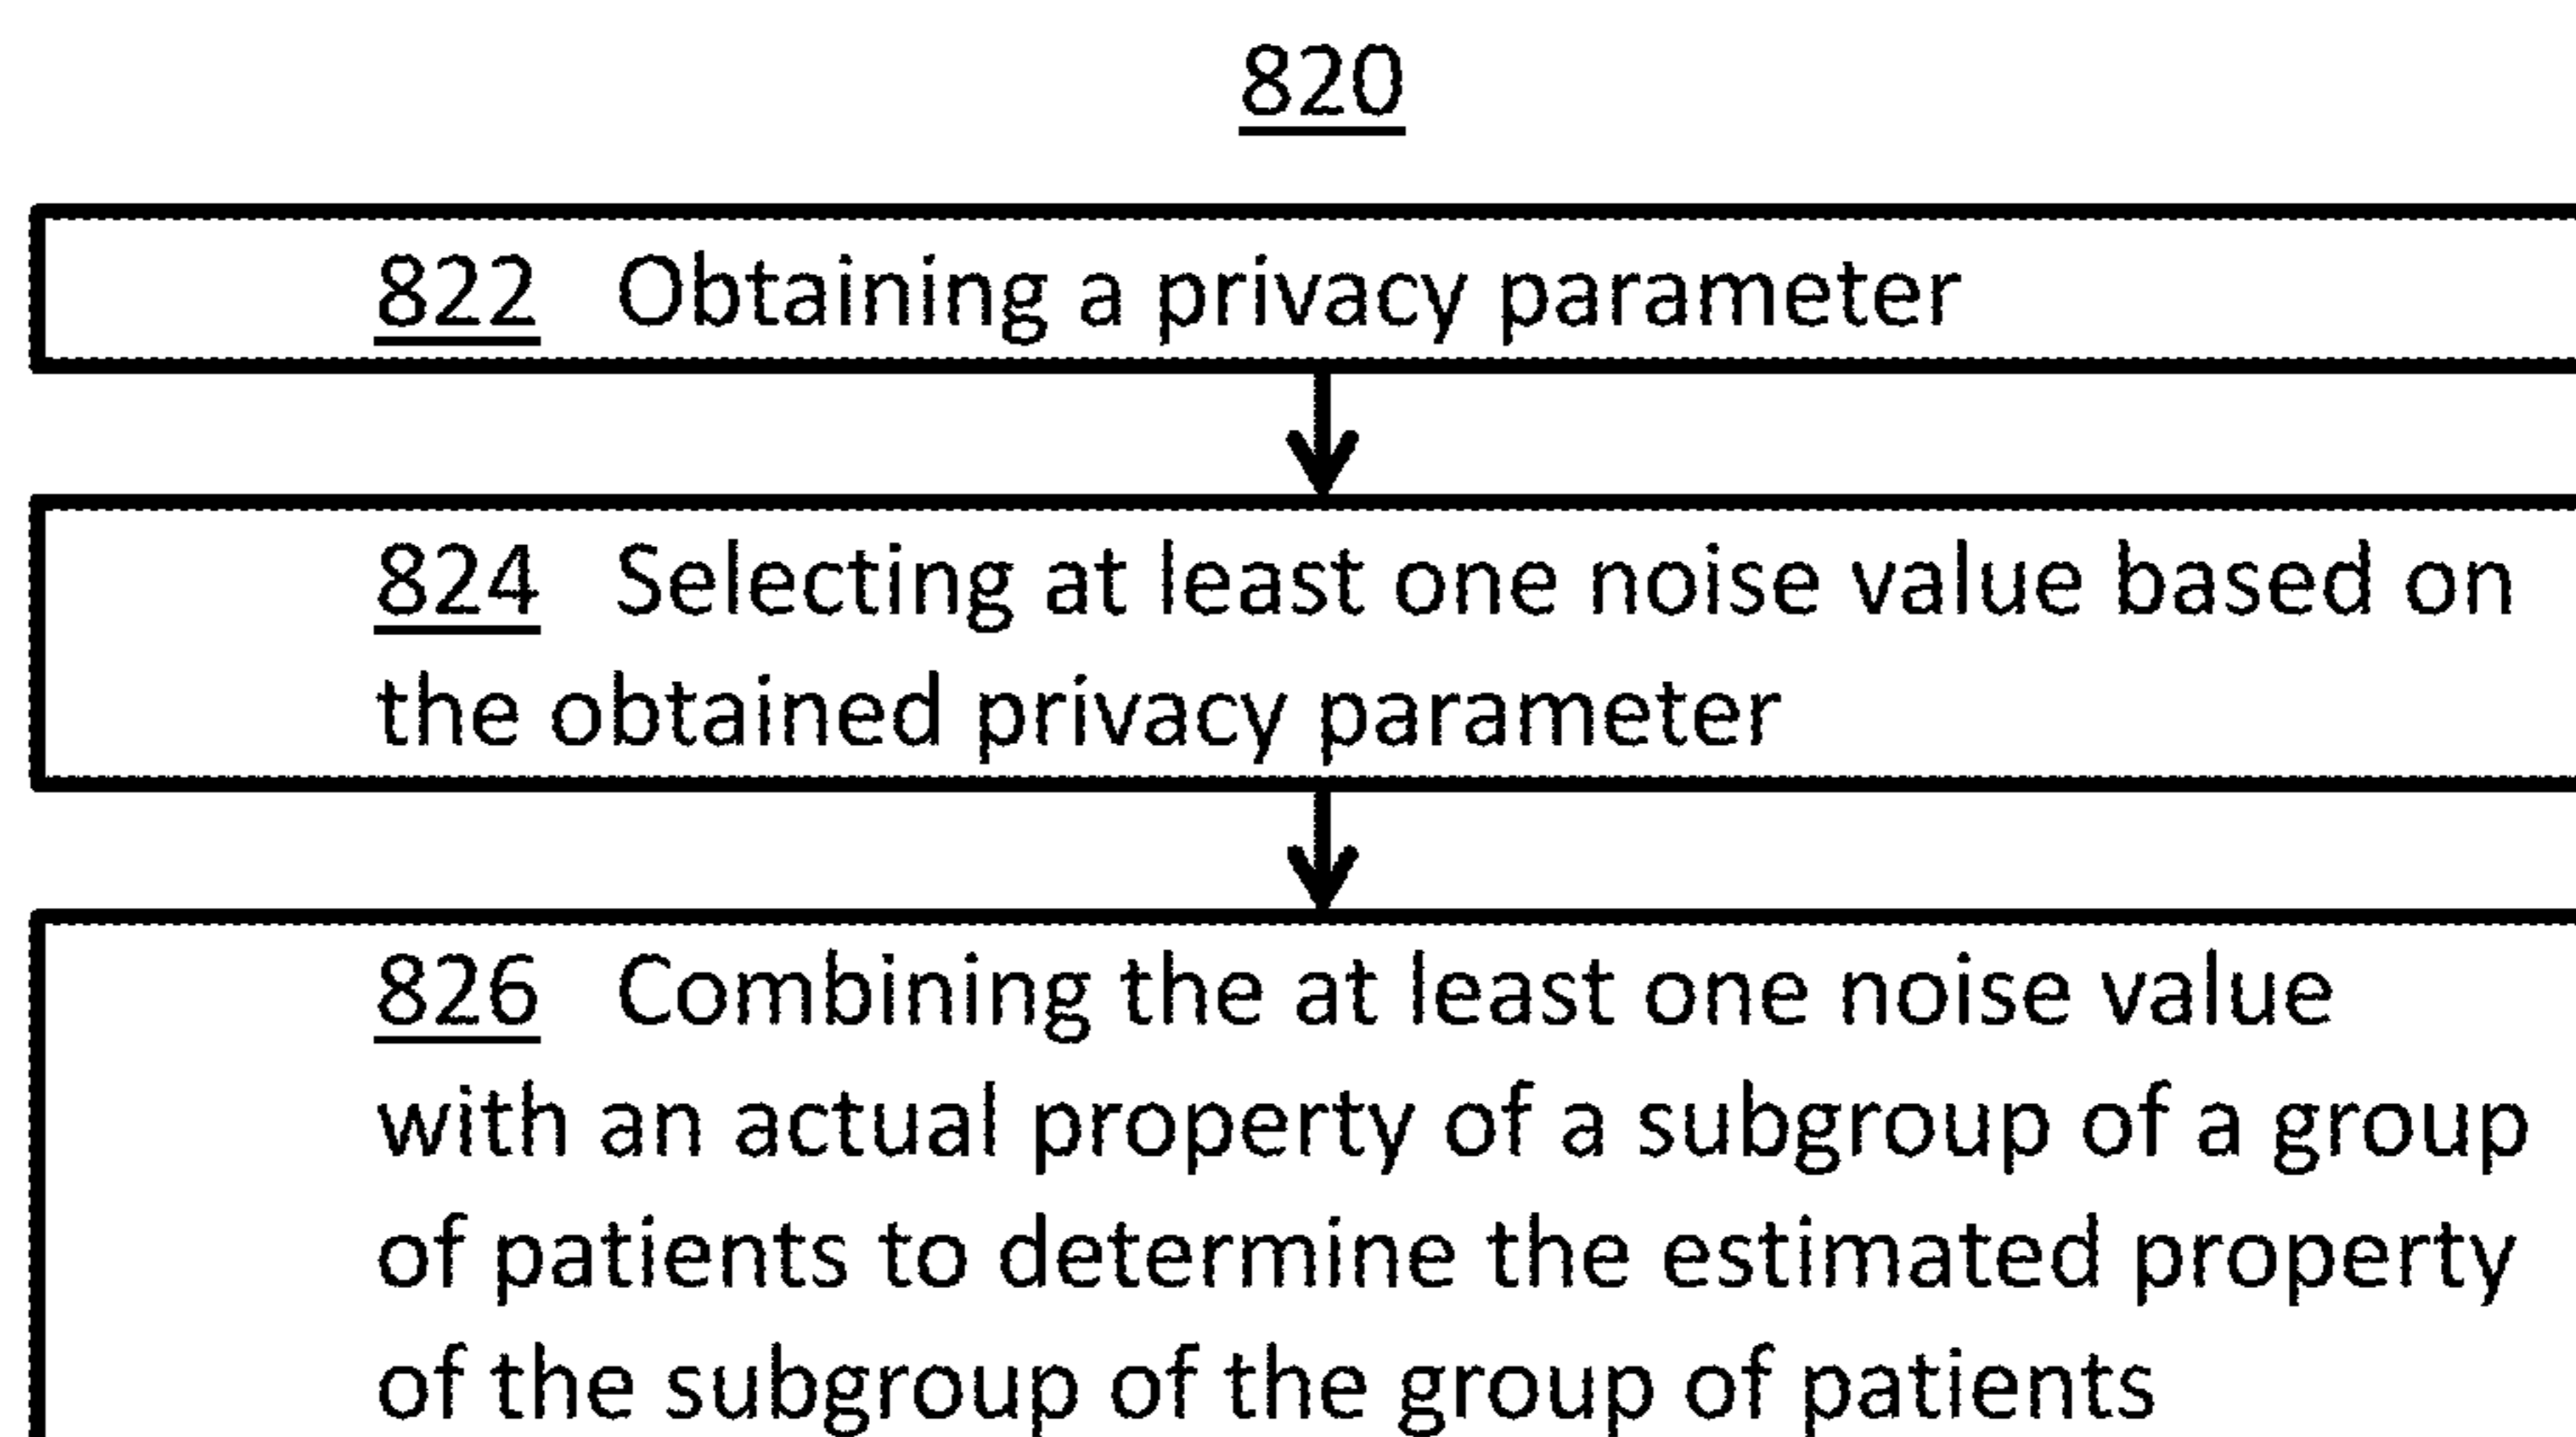 820
822 Obtaining a privacy parameter
824 Selecting at least one noise value based on
the obtained privacy parameter
826 Combining the at least one noise value
with an actual property of a subgroup of a group
of patients to determine the estimated property
of the subgroup of the group of patients